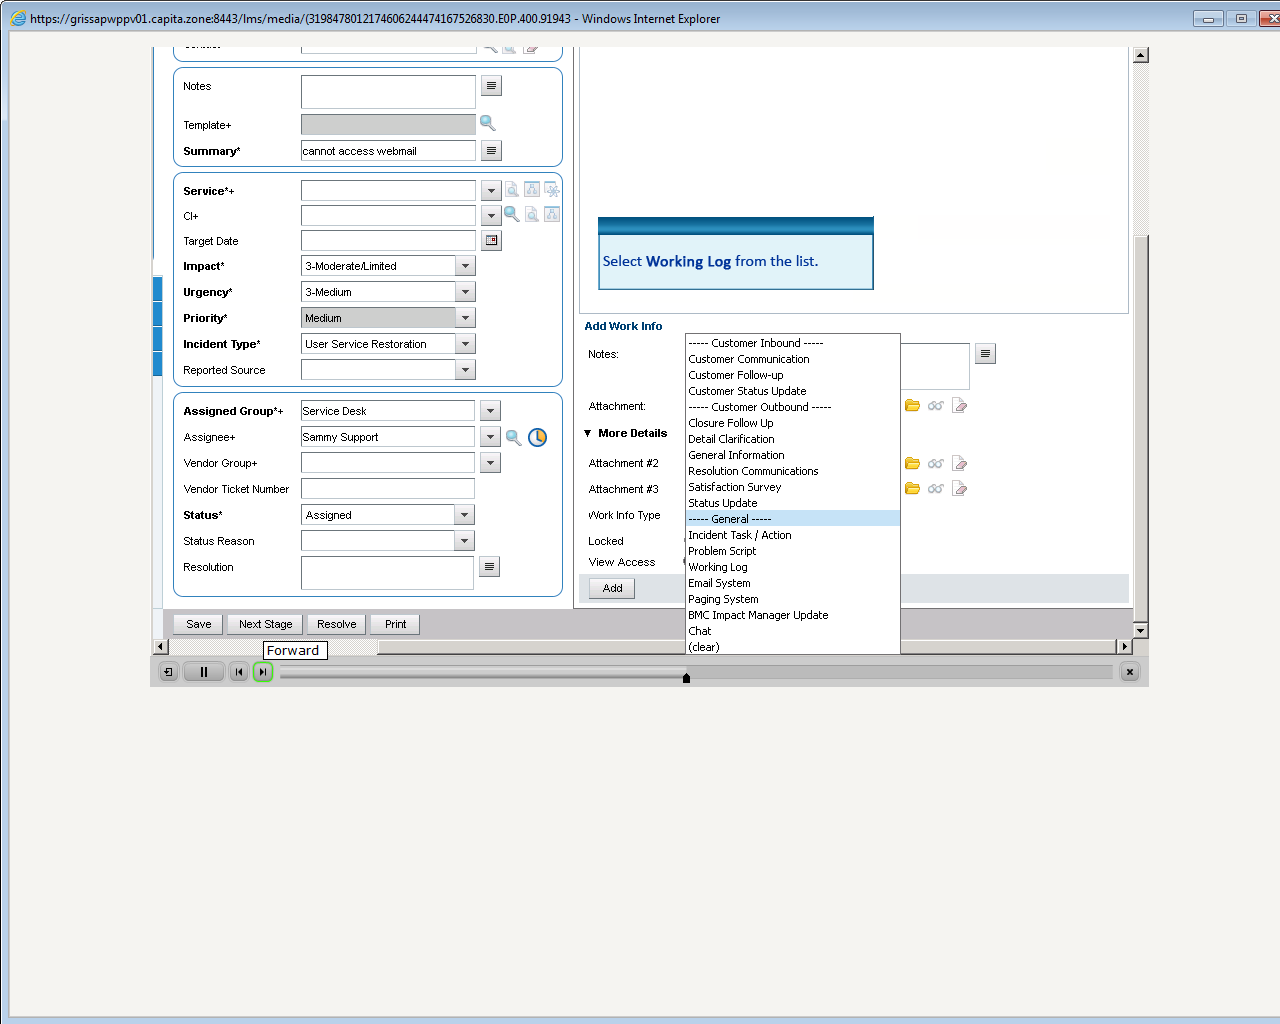 https://grissapwppv01.capita.zone:8443/lms/media/(3198478012174606244474167526830.E0P.400.91943 - Windows Internet Explorer
Notes
Template+
Summary* cannot access webmail
Service*+
CI+
Target Date
Impact* 3-Moderate/Limited
Urgency* 3-Medium
Priority* Medium
Incident Type* User Service Restoration
Reported Source
Assigned Group*+ Service Desk
Assignee+ Sammy Support
Vendor Group+
Vendor Ticket Number
Status* Assigned
Status Reason
Resolution
Save Next Stage Resolve Print
Forward
Select Working Log from the list.
Add Work Info
Notes:
Attachment:
More Details
Attachment #2
Attachment #3
Work Info Type
Locked
View Access
Add
----- Customer Inbound -----
Customer Communication
Customer Follow-up
Customer Status Update
----- Customer Outbound -----
Closure Follow Up
Detail Clarification
General Information
Resolution Communications
Satisfaction Survey
Status Update
----- General -----
Incident Task / Action
Problem Script
Working Log
Email System
Paging System
BMC Impact Manager Update
Chat
(clear)